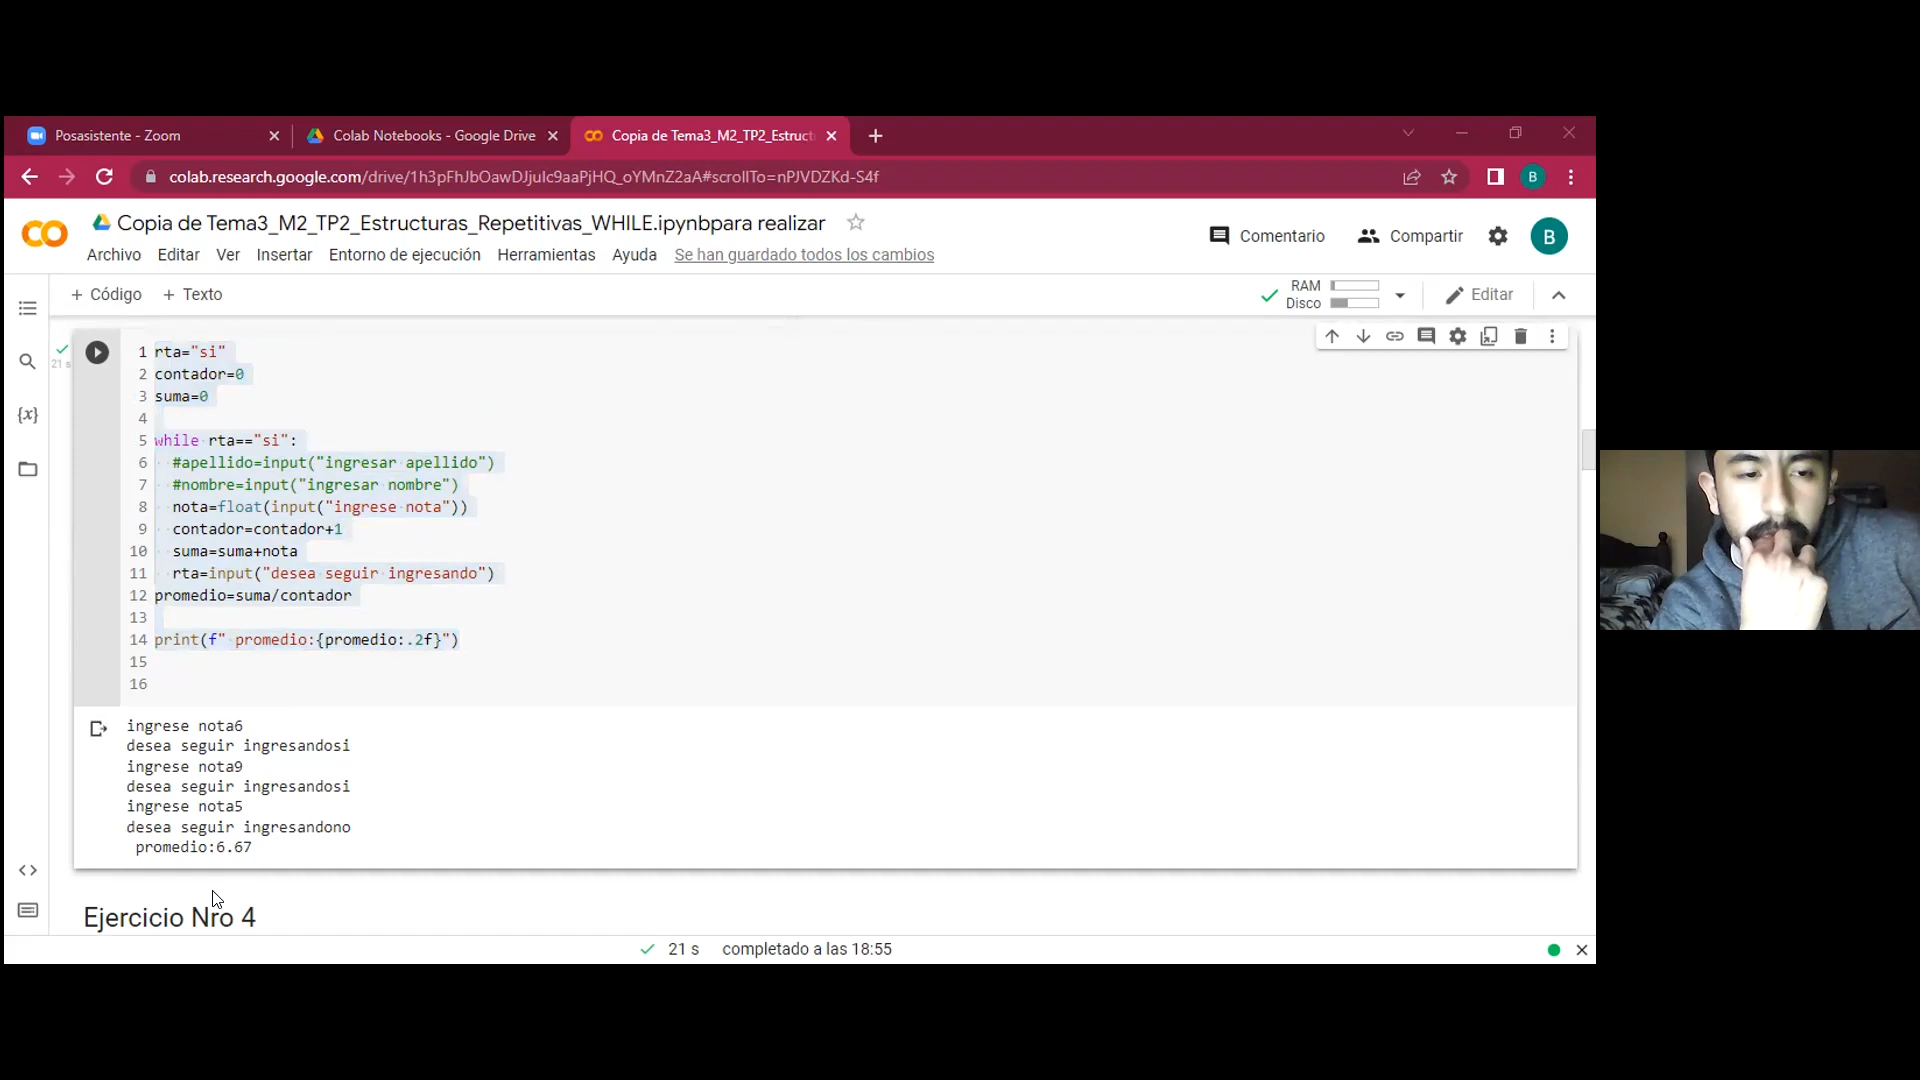 Posasistente - Zoom
Colab Notebooks - Google Drive
Copia de Tema3_M2_TP2_Estruct
colab.research.google.com/drive/1h3pFhJbOawDJjulc9aaPjHQ_oYMnZ2aA#scrollTo=nPJVDZKd-S4f
B
CO
Copia de Tema3_M2_TP2_Estructuras_Repetitivas_WHILE.ipynbpara realizar
Comentario
Compartir
B
Archivo Editar Ver Insertar Entorno de ejecución Herramientas Ayuda Se han guardado todos los cambios
+ Código + Texto
RAM
Disco
Editar
21 s
{x}
1 rta="si"
2 contador=0
3 suma=0
4
5 while rta=="si":
6 #apellido=input("ingresar apellido")
7 #nombre=input("ingresar nombre")
8 nota=float(input("ingrese nota"))
9 contador=contador+1
10 suma=suma+nota
11 rta=input("desea seguir ingresando")
12 promedio=suma/contador
13
14 print(f" promedio:{promedio:.2f}")
15
16
ingrese nota6
desea seguir ingresandosi
ingrese nota9
desea seguir ingresandosi
ingrese nota5
desea seguir ingresandono
promedio:6.67
Ejercicio Nro 4
21 s completado a las 18:55